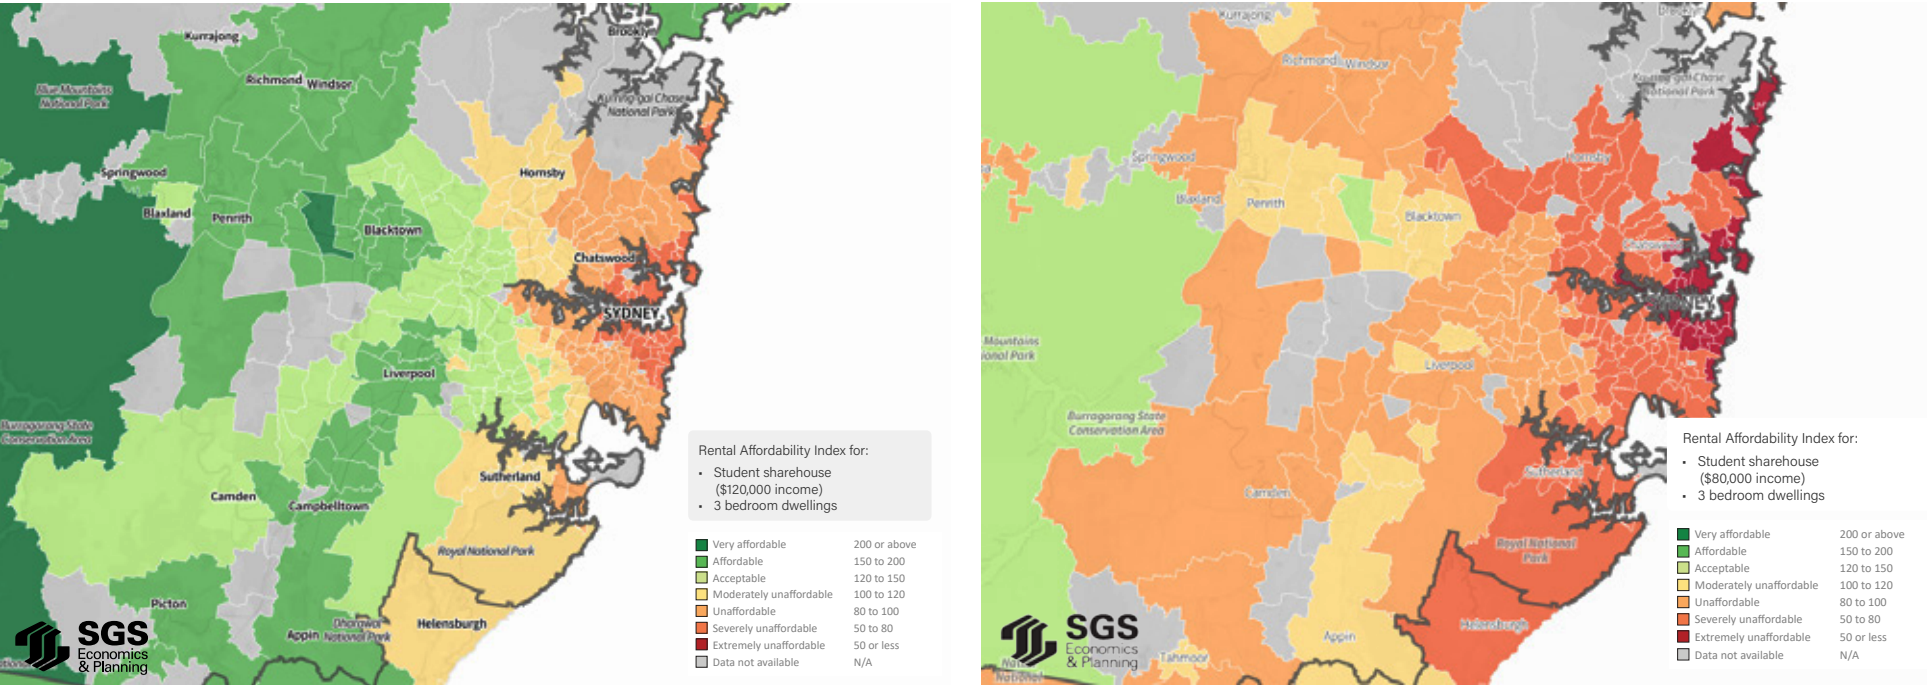 Kurrajong
Brooklyn
Richmond
Windsor
Blue Mountains
National Park
Ku-ring-gai Chase
National Park
Springwood
Hornsby
Blaxland
Penrith
Blacktown
Chatswood
SYDNEY
Liverpool
Burragorang State
Conservation Area
Sutherland
Camden
Campbelltown
Royal National Park
Picton
Helensburgh
Dharawal
National Park
Appin
SGS
Economics
& Planning
Rental Affordability Index for:
• Student sharehouse
($120,000 income)
• 3 bedroom dwellings
Very affordable 200 or above
Affordable 150 to 200
Acceptable 120 to 150
Moderately unaffordable 100 to 120
Unaffordable 80 to 100
Severely unaffordable 50 to 80
Extremely unaffordable 50 or less
Data not available N/A
Kurrajong
Brooklyn
Richmond
Windsor
Ku-ring-gai Chase
National Park
Springwood
Hornsby
Blaxland
Penrith
Blacktown
Chatswood
SYDNEY
Mountains
ional Park
Liverpool
Burragorang State
Conservation Area
Sutherland
Camden
Royal National
Park
Helensburgh
Appin
Tahmoor
National
SGS
Economics
& Planning
Rental Affordability Index for:
• Student sharehouse
($80,000 income)
• 3 bedroom dwellings
Very affordable 200 or above
Affordable 150 to 200
Acceptable 120 to 150
Moderately unaffordable 100 to 120
Unaffordable 80 to 100
Severely unaffordable 50 to 80
Extremely unaffordable 50 or less
Data not available N/A